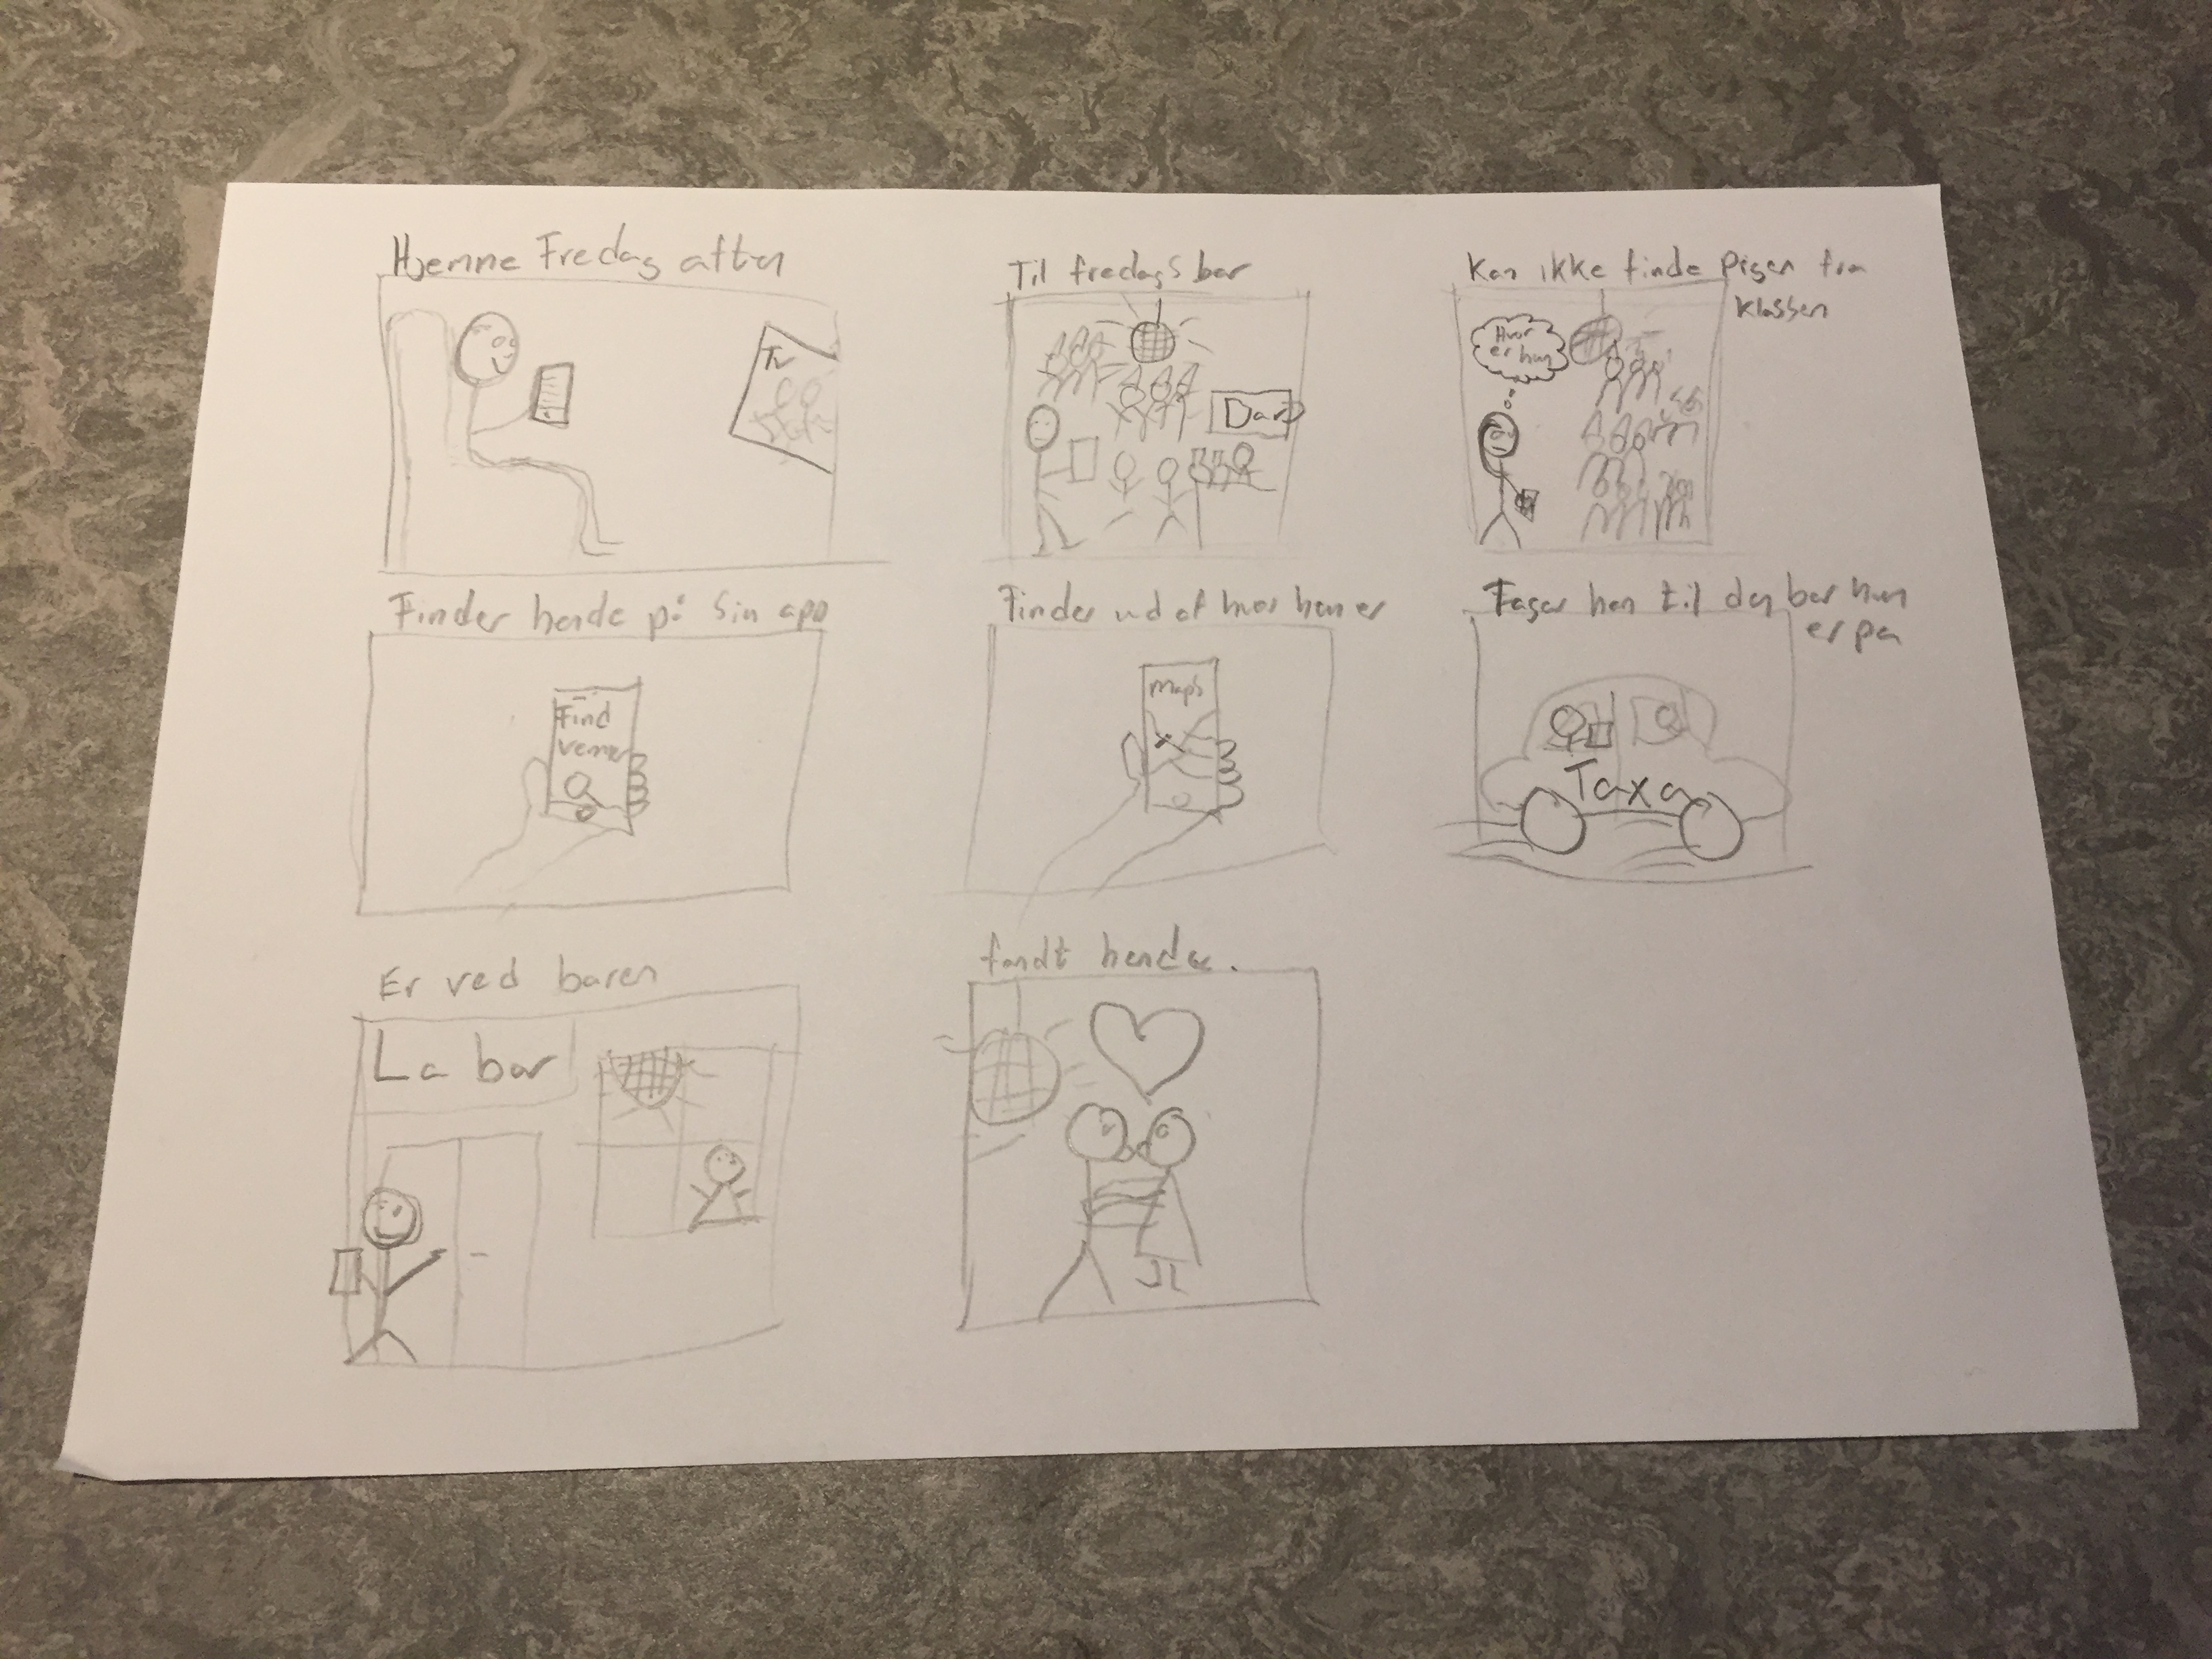 Hjemme Fredag aften
TV
Til fredags bar
Dart
Kan ikke finde pigen fra
klassen
Hvor
er hun
Finder hende på sin app
Find
venner
Finder ud af hvor hun er
maps
Tager hen til den bar hun
er på
Taxa
Er ved baren
La bar
fandt hende.